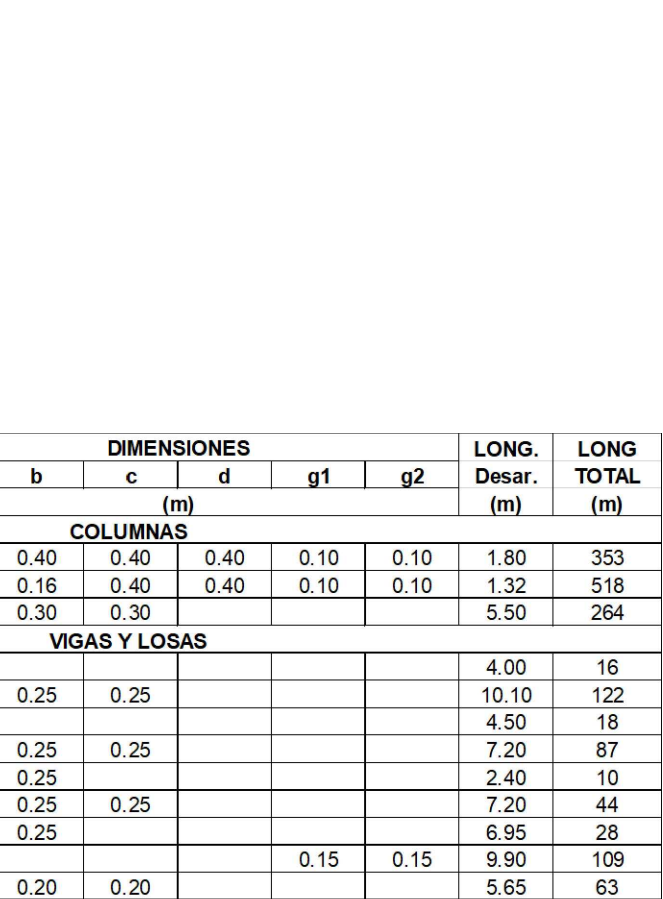 DIMENSIONES LONG. LONG
b c d g1 g2 Desar. TOTAL
(m) (m) (m)
COLUMNAS
0.40 0.40 0.40 0.10 0.10 1.80 353
0.16 0.40 0.40 0.10 0.10 1.32 518
0.30 0.30 5.50 264
VIGAS Y LOSAS
4.00 16
0.25 0.25 10.10 122
4.50 18
0.25 0.25 7.20 87
0.25 2.40 10
0.25 0.25 7.20 44
0.25 6.95 28
0.15 0.15 9.90 109
0.20 0.20 5.65 63